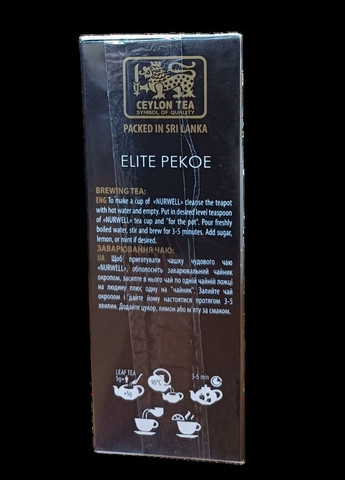 CEYLON TEA
SYMBOL OF QUALITY
PACKED IN SRI LANKA
ELITE PEKOE
BREWING TEA:
ENG To make a cup of «NURWELL» cleanse the teapot
with hot water and empty. Put in desired level teaspoon
of «NURWELL» tea cup and "for the pot". Pour freshly
boiled water, stir and brew for 3-5 minutes. Add sugar,
lemon, or mint if desired.
ЗАВАРЮВАННЯ ЧАЮ:
UA Щоб приготувати чашку чудового чаю
«NURWELL», обполосніть заварювальний чайник
окропом, засипте в нього чай по одній чайній ложці
на людину плюс одну на "чайник". Залийте чай
окропом і дайте йому настоятися протягом 3-5
хвилин. Додайте цукор, лимон або м'яту за смаком.
LEAF TEA
5g=
+5g
95°C
3-5 min